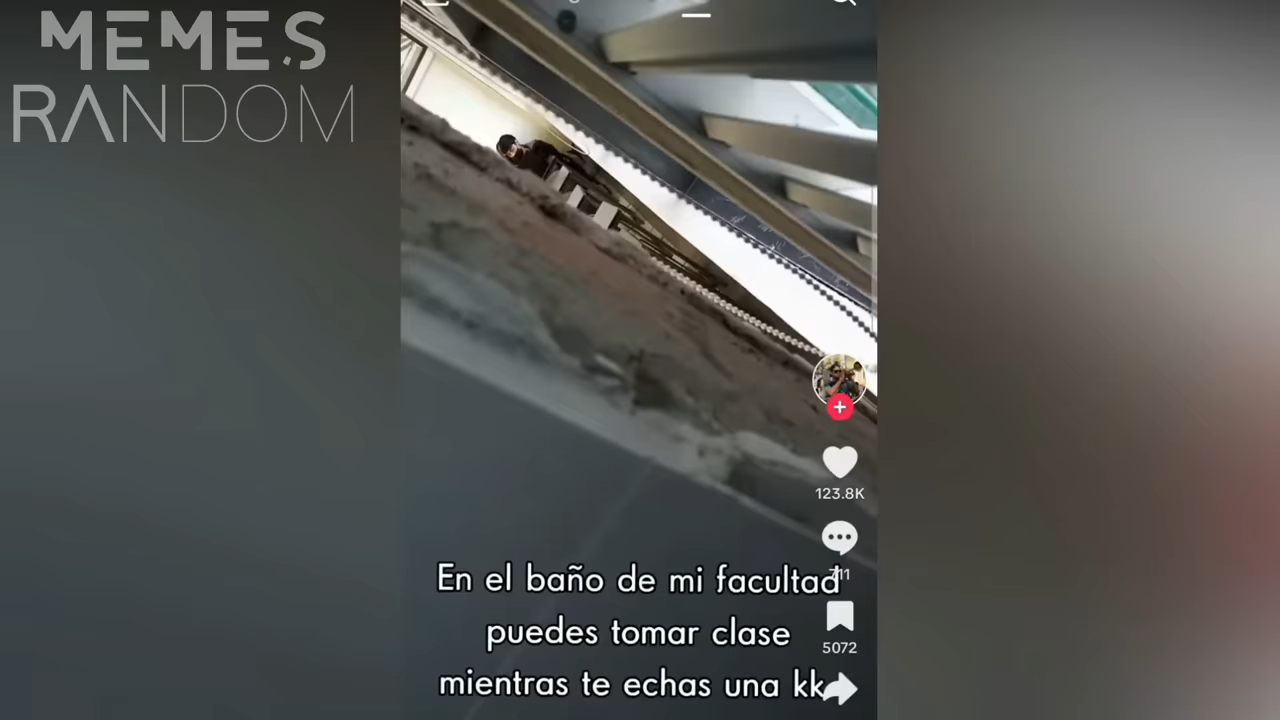 MEMES
RANDOM
123.8K
711
5072
En el baño de mi facultad
puedes tomar clase
mientras te echas una kk